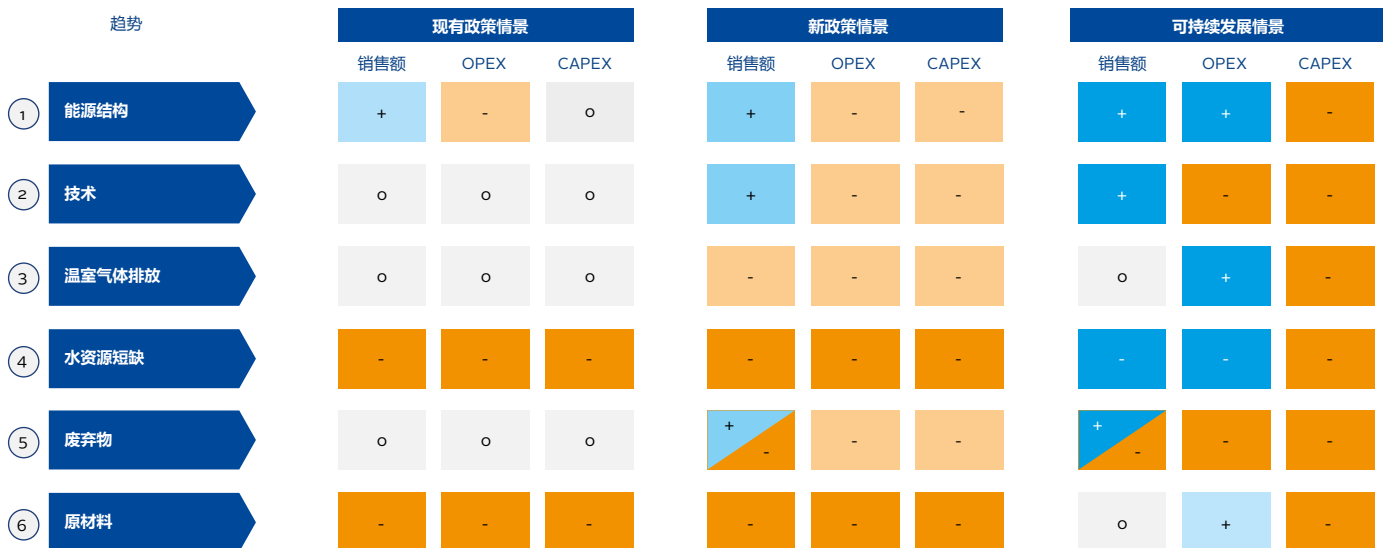 趋势 现有政策情景 新政策情景 可持续发展情景
销售额 OPEX CAPEX 销售额 OPEX CAPEX 销售额 OPEX CAPEX
1 能源结构 + - o + - - + + -
2 技术 o o o + - - + - -
3 温室气体排放 o o o - - - o + -
4 水资源短缺 - - - - - - - - -
5 废弃物 o o o + - - - + - - -
6 原材料 - - - - - - o + -